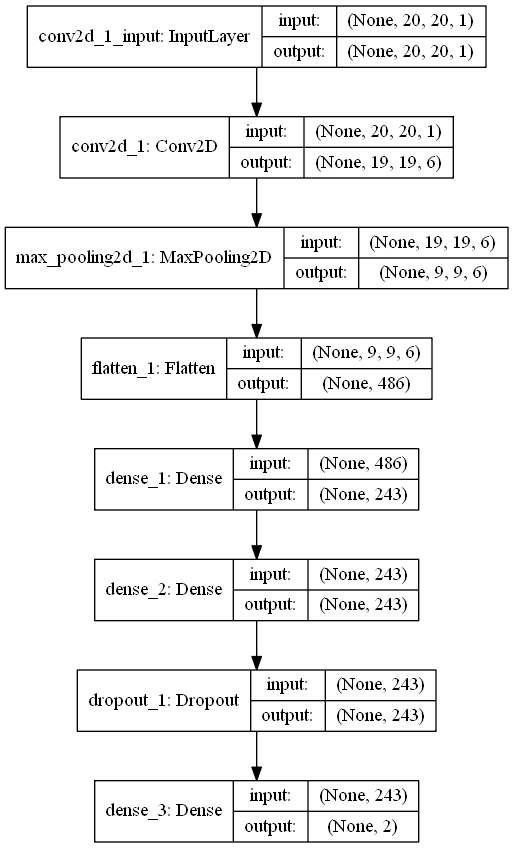 conv2d_1_input: InputLayer
input: (None, 20, 20, 1)
output: (None, 20, 20, 1)
conv2d_1: Conv2D
input: (None, 20, 20, 1)
output: (None, 19, 19, 6)
max_pooling2d_1: MaxPooling2D
input: (None, 19, 19, 6)
output: (None, 9, 9, 6)
flatten_1: Flatten
input: (None, 9, 9, 6)
output: (None, 486)
dense_1: Dense
input: (None, 486)
output: (None, 243)
dense_2: Dense
input: (None, 243)
output: (None, 243)
dropout_1: Dropout
input: (None, 243)
output: (None, 243)
dense_3: Dense
input: (None, 243)
output: (None, 2)